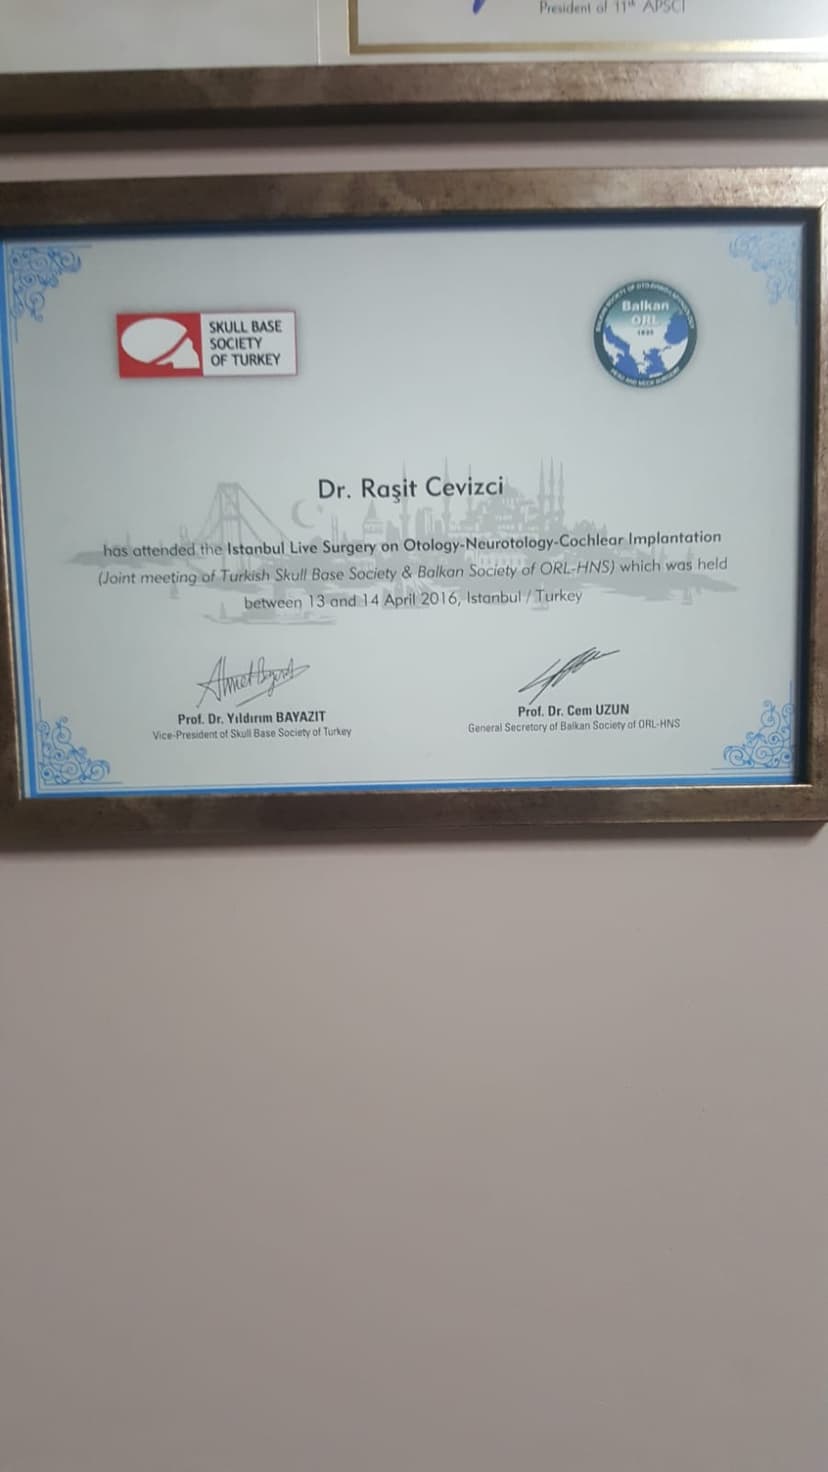 President of 11th APSCI
SKULL BASE
SOCIETY
OF TURKEY
Balkan
ORL
Dr. Raşit Cevizci
has attended the Istanbul Live Surgery on Otology-Neurotology-Cochlear Implantation
(Joint meeting of Turkish Skull Base Society & Balkan Society of ORL-HNS) which was held
between 13 and 14 April 2016, Istanbul / Turkey
Prof. Dr. Yıldırım BAYAZIT
Vice-President of Skull Base Society of Turkey
Prof. Dr. Cem UZUN
General Secretary of Balkan Society of ORL-HNS